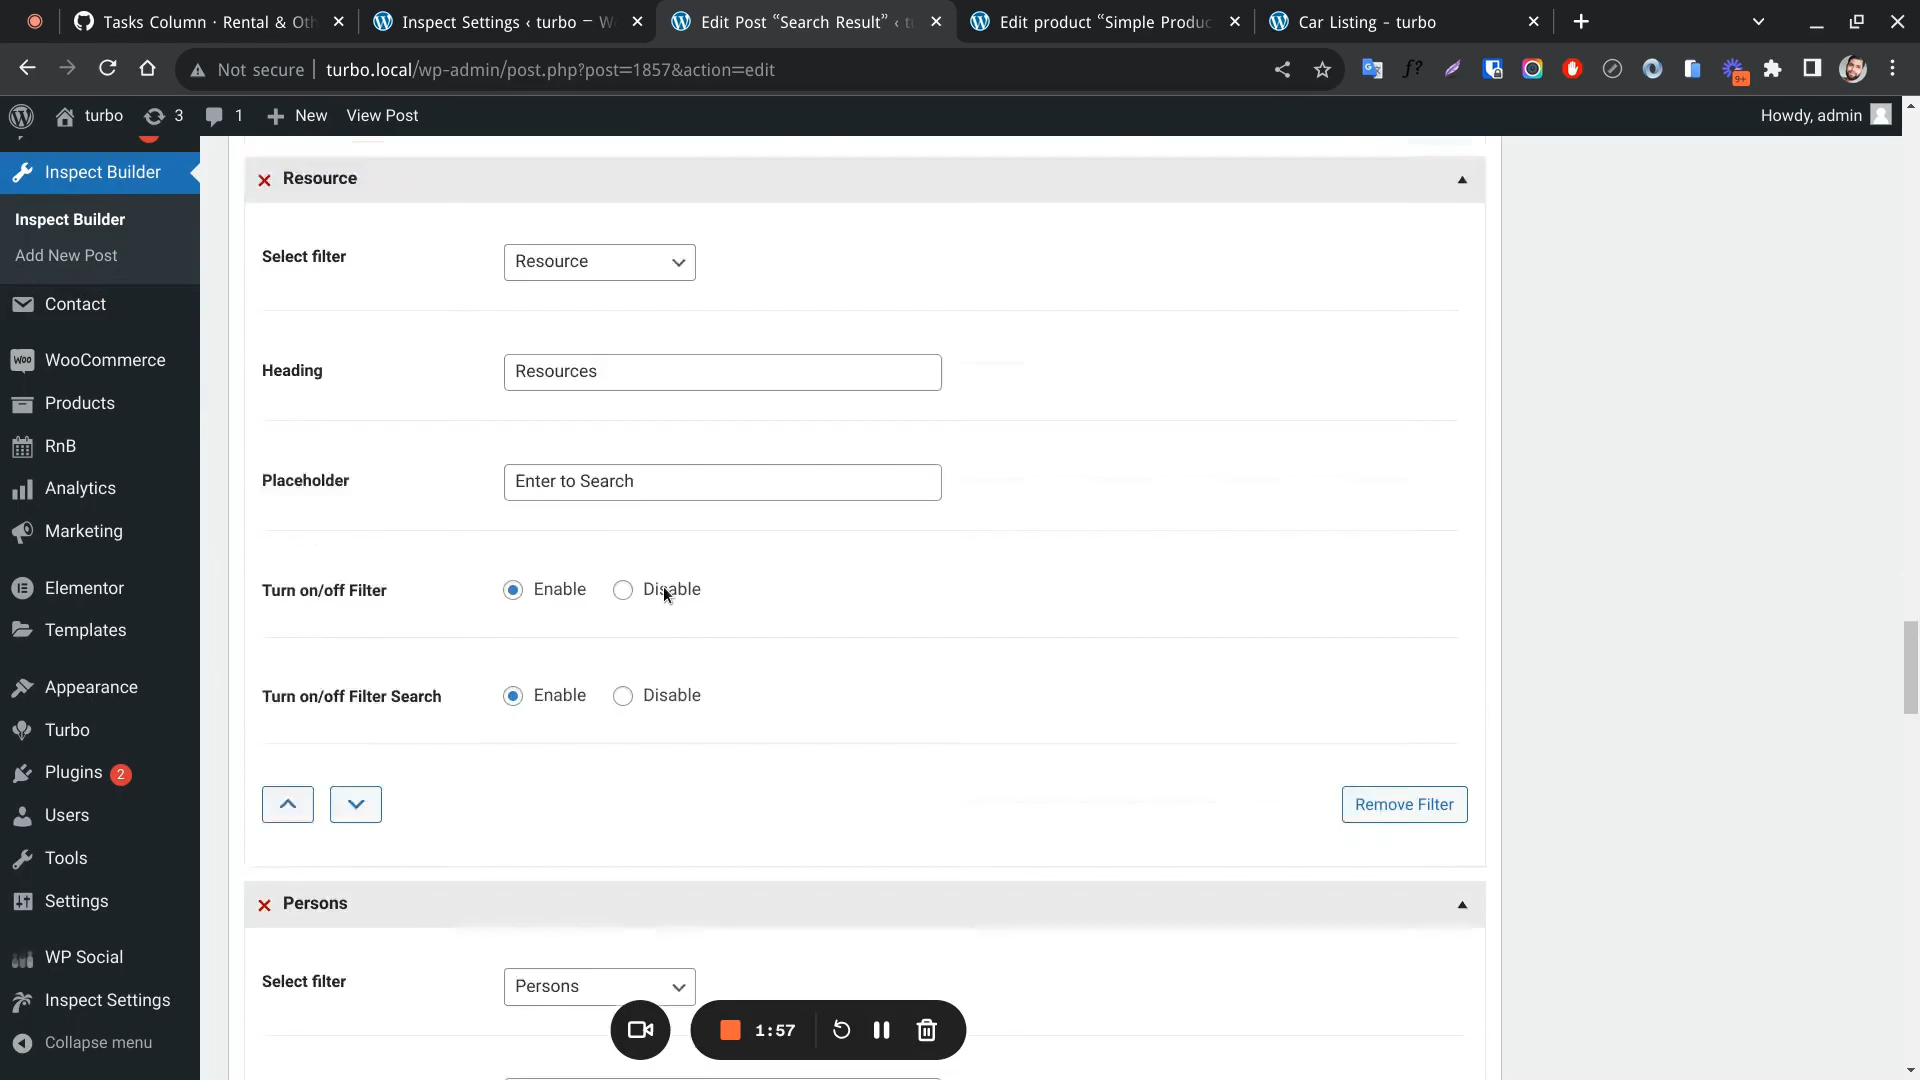 Tasks Column · Rental & Oth
Inspect Settings ‹ turbo — W
Edit Post “Search Result” ‹ t
Edit product “Simple Produc
Car Listing – turbo
Not secure
turbo.local/wp-admin/post.php?post=1857&action=edit
f?
9+
turbo
3
1
New
View Post
Howdy, admin
Inspect Builder
Inspect Builder
Add New Post
Contact
Woo
WooCommerce
Products
RnB
Analytics
Marketing
Elementor
Templates
Appearance
Turbo
Plugins 2
Users
Tools
Settings
WP Social
Inspect Settings
Collapse menu
Resource
Select filter
Resource
Heading
Resources
Placeholder
Enter to Search
Turn on/off Filter
Enable
Disable
Turn on/off Filter Search
Enable
Disable
Remove Filter
Persons
Select filter
Persons
1:57